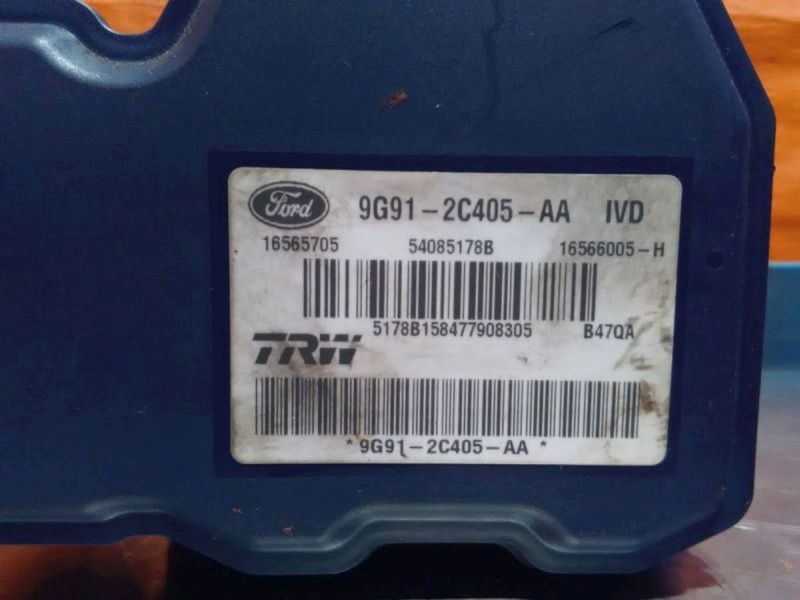 Ford 9G91-2C405-AA IVD
16565705 54085178B 16566005-H
5178B158477908305 B47QA
TRW
*9G91-2C405-AA*